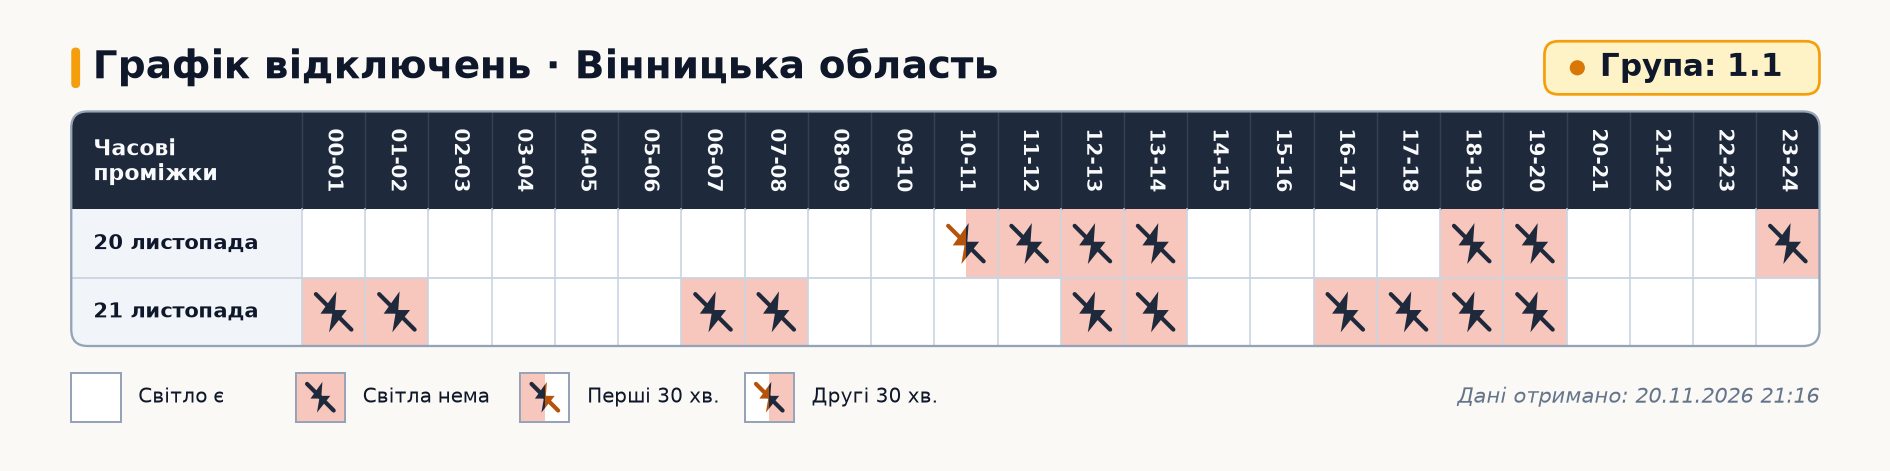 Графік відключень · Вінницька область
Група: 1.1
Часові
проміжки
00-01 01-02 02-03 03-04 04-05 05-06 06-07 07-08 08-09 09-10 10-11 11-12 12-13 13-14 14-15 15-16 16-17 17-18 18-19 19-20 20-21 21-22 22-23 23-24
20 листопада
21 листопада
Світло є
Світла нема
Перші 30 хв.
Другі 30 хв.
Дані отримано: 20.11.2026 21:16